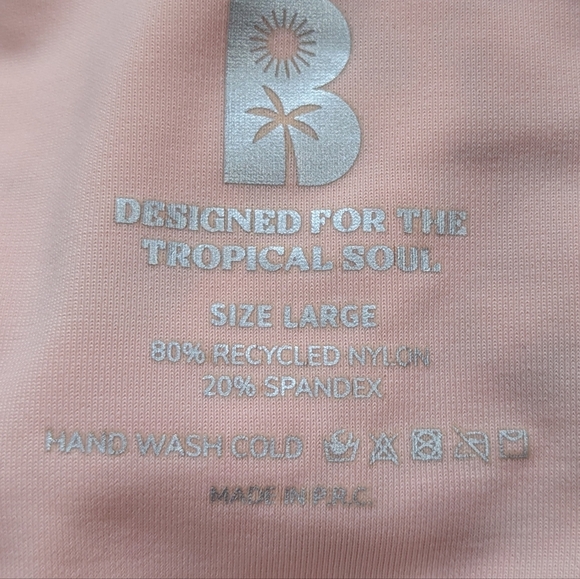 B
DESIGNED FOR THE
TROPICAL SOUL
SIZE LARGE
80% RECYCLED NYLON
20% SPANDEX
HAND WASH COLD
MADE IN P.R.C.